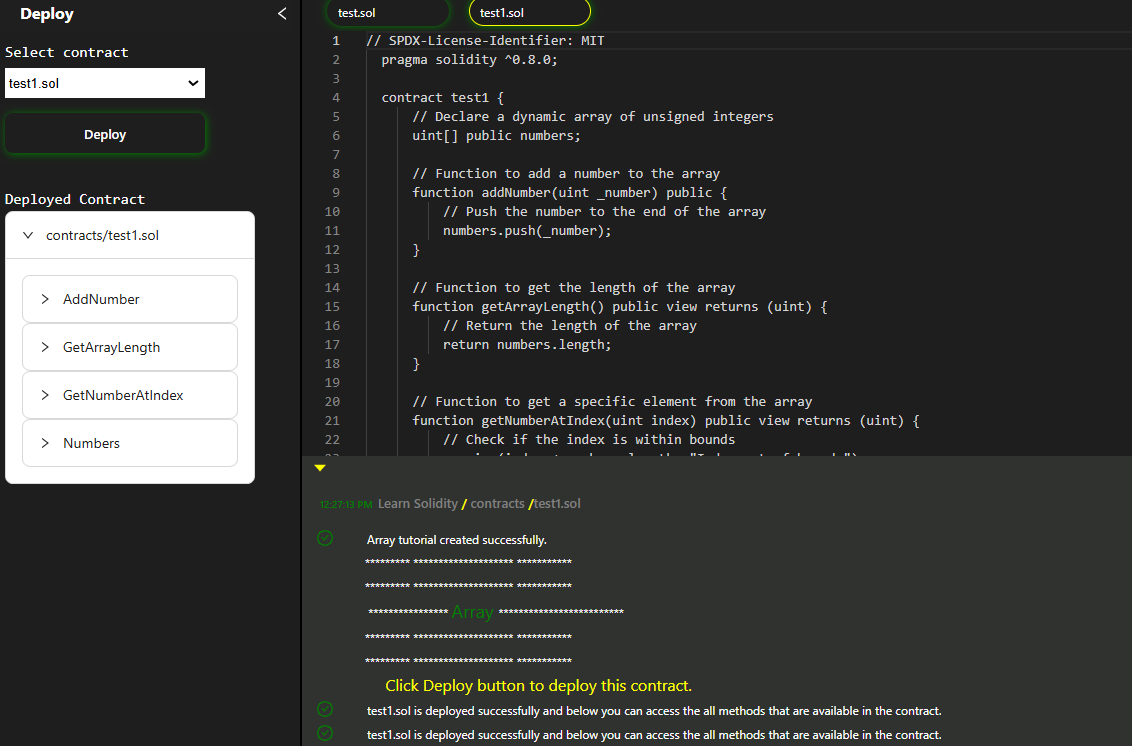 Deploy
Select contract
test1.sol
Deploy
Deployed Contract
contracts/test1.sol
AddNumber
GetArrayLength
GetNumberAtIndex
Numbers
test.sol
test1.sol
1 // SPDX-License-Identifier: MIT
2 pragma solidity ^0.8.0;
3
4 contract test1 {
5 // Declare a dynamic array of unsigned integers
6 uint[] public numbers;
7
8 // Function to add a number to the array
9 function addNumber(uint _number) public {
10 // Push the number to the end of the array
11 numbers.push(_number);
12 }
13
14 // Function to get the length of the array
15 function getArrayLength() public view returns (uint) {
16 // Return the length of the array
17 return numbers.length;
18 }
19
20 // Function to get a specific element from the array
21 function getNumberAtIndex(uint index) public view returns (uint) {
22 // Check if the index is within bounds
12:27:13 PM Learn Solidity / contracts /test1.sol
Array tutorial created successfully.
********* ******************** ***********
********* ******************** ***********
**************** Array *************************
********* ******************** ***********
********* ******************** ***********
Click Deploy button to deploy this contract.
test1.sol is deployed successfully and below you can access the all methods that are available in the contract.
test1.sol is deployed successfully and below you can access the all methods that are available in the contract.